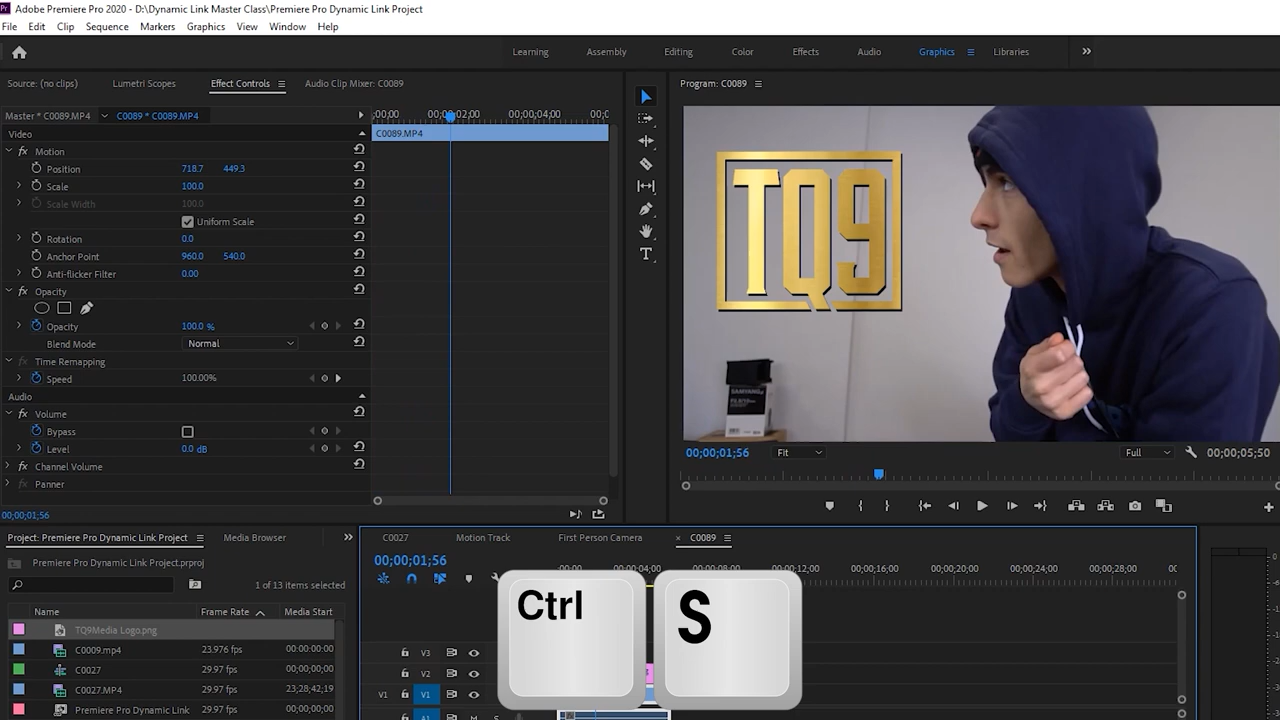 Adobe Premiere Pro 2020 - D:\Dynamic Link Master Class\Premiere Pro Dynamic Link Project
File Edit Clip Sequence Markers Graphics View Window Help
Learning Assembly Editing Color Effects Audio Graphics Libraries
Source: (no clips) Lumetri Scopes Effect Controls Audio Clip Mixer: C0089 Program: C0089
Master * C0089.MP4 C0089 * C0089.MP4 ;00;00 00;00;02;00 00;00;04;00
Video C0089.MP4
Motion
Position 718.7 449.3
Scale 100.0
Scale Width 100.0
Uniform Scale
Rotation 0.0
Anchor Point 960.0 540.0
Anti-flicker Filter 0.00
Opacity
Opacity 100.0 %
Blend Mode Normal
Time Remapping
Speed 100.00%
Audio
Volume
Bypass
Level 0.0 dB
Channel Volume
Panner
00;00;01;56
TQ9
SAMYANG
00;00;01;56 Fit Full 00;00;05;50
Project: Premiere Pro Dynamic Link Project Media Browser
Premiere Pro Dynamic Link Project.prproj
1 of 13 items selected
Name Frame Rate Media Start
TQ9Media Logo.png
C0009.mp4 23.976 fps 00:00:00:00
C0027 29.97 fps 00;00;00;00
C0027.MP4 29.97 fps 23;28;42;19
Premiere Pro Dynamic Link 29.97 fps 00;00;00;00
C0027 Motion Track First Person Camera C0089
00;00;01;56
;00;00 00;00;04;00 00;00;08;00 00;00;12;00 00;00;16;00 00;00;20;00 00;00;24;00 00;00;28;00
V3
V2
V1 V1
A1 M S
Ctrl S